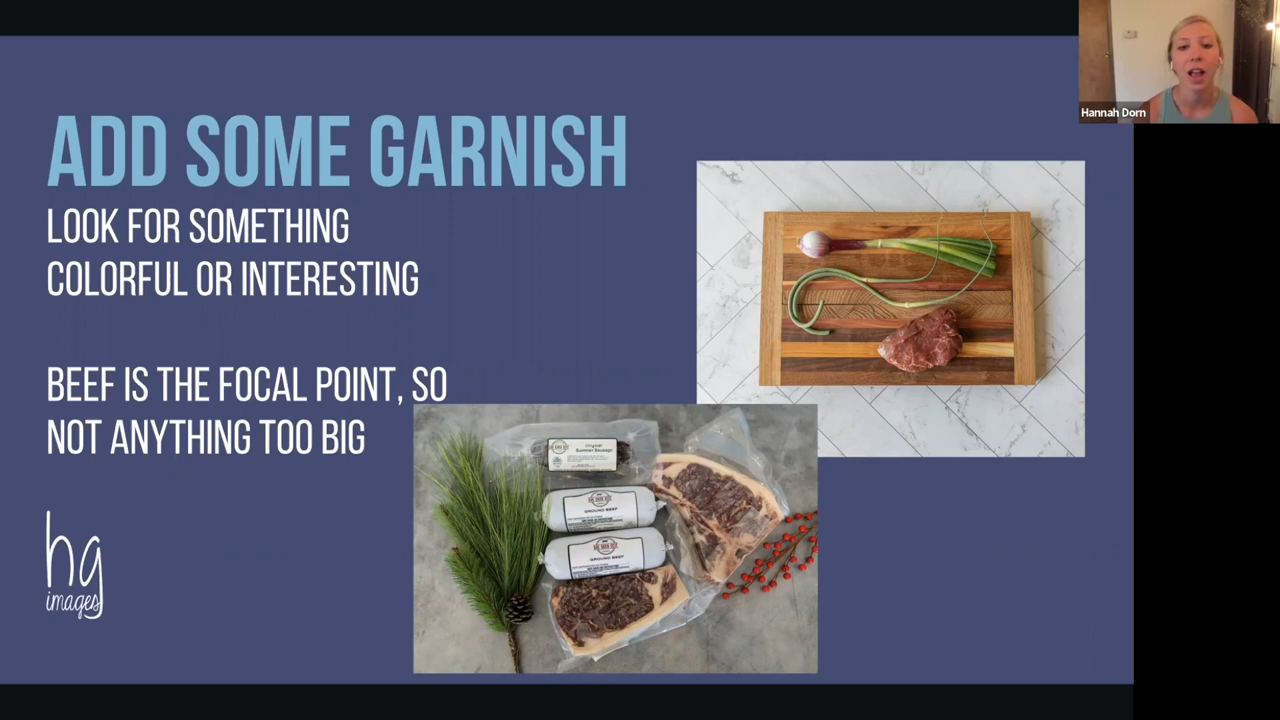 ADD SOME GARNISH
LOOK FOR SOMETHING
COLORFUL OR INTERESTING
BEEF IS THE FOCAL POINT, SO
NOT ANYTHING TOO BIG
hg
images
Hannah Dorn
Original
Summer Sausage
GROUND BEEF
GROUND BEEF